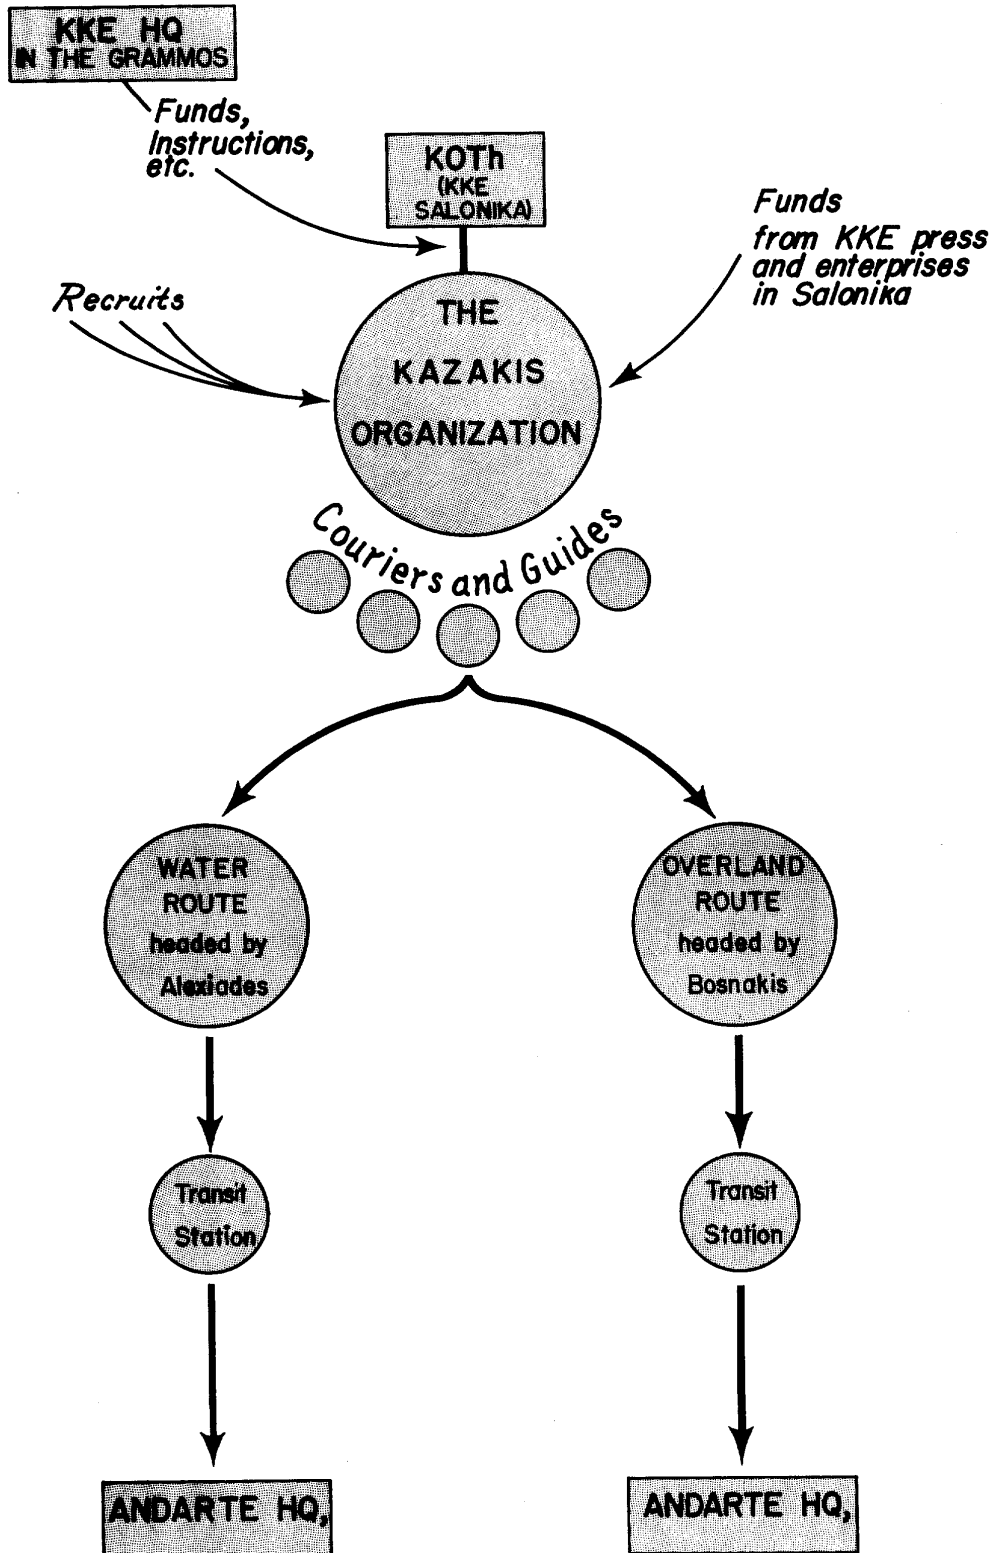 KKE HQ
IN THE GRAMMOS
Funds,
Instructions,
etc.
KOTh
(KKE
SALONIKA)
Funds
from KKE press
and enterprises
in Salonika
Recruits
THE
KAZAKIS
ORGANIZATION
Couriers and Guides
WATER
ROUTE
headed by
Alexiades
OVERLAND
ROUTE
headed by
Bosnakis
Transit
Station
Transit
Station
ANDARTE HQ,
ANDARTE HQ,